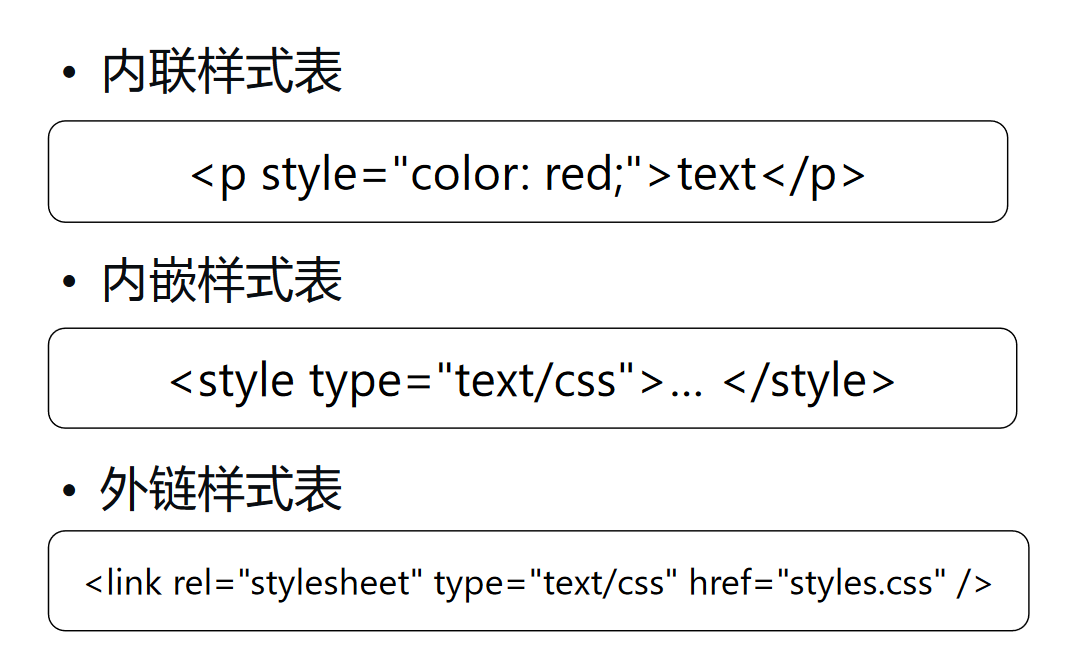 • 内联样式表
<p style="color: red;">text</p>
• 内嵌样式表
<style type="text/css">... </style>
• 外链样式表
<link rel="stylesheet" type="text/css" href="styles.css" />